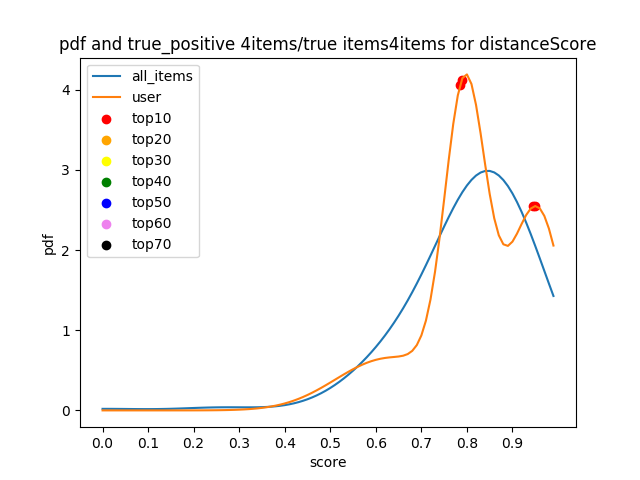 pdf and true_positive 4items/true items4items for distanceScore
all_items
user
top10
top20
top30
top40
top50
top60
top70
pdf
4
3
2
1
0
0.0 0.1 0.2 0.3 0.4 0.5 0.6 0.7 0.8 0.9
score